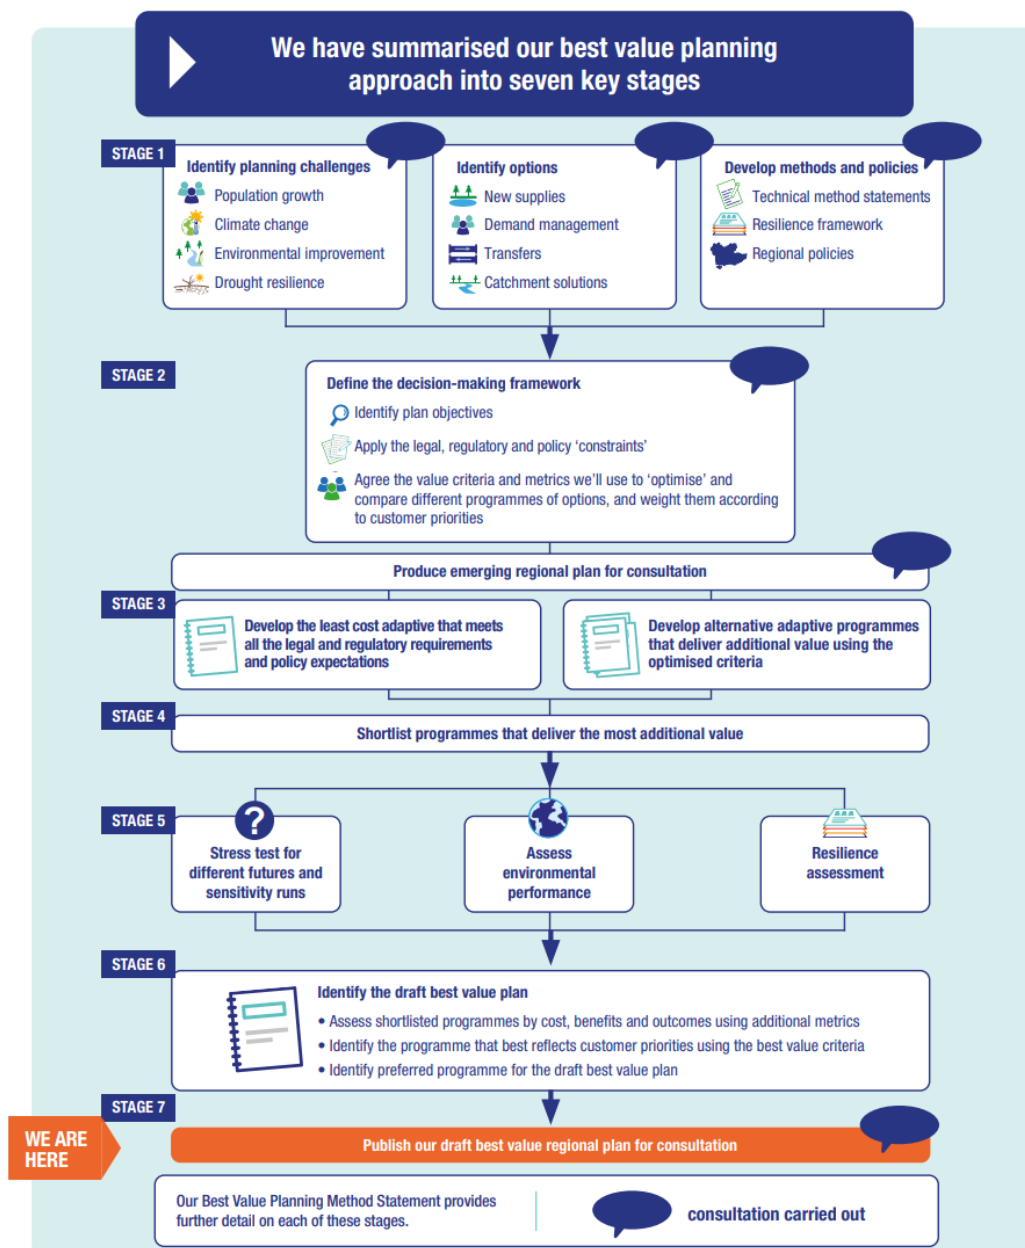 We have summarised our best value planning
approach into seven key stages
STAGE 1
Identify planning challenges
Population growth
Climate change
Environmental improvement
Drought resilience
Identify options
New supplies
Demand management
Transfers
Catchment solutions
Develop methods and policies
Technical method statements
Resilience framework
Regional policies
STAGE 2
Define the decision-making framework
Identify plan objectives
Apply the legal, regulatory and policy ‘constraints’
Agree the value criteria and metrics we’ll use to ‘optimise’ and
compare different programmes of options, and weight them according
to customer priorities
Produce emerging regional plan for consultation
STAGE 3
Develop the least cost adaptive that meets
all the legal and regulatory requirements
and policy expectations
Develop alternative adaptive programmes
that deliver additional value using the
optimised criteria
STAGE 4
Shortlist programmes that deliver the most additional value
STAGE 5
?
Stress test for
different futures and
sensitivity runs
Assess
environmental
performance
Resilience
assessment
STAGE 6
Identify the draft best value plan
• Assess shortlisted programmes by cost, benefits and outcomes using additional metrics
• Identify the programme that best reflects customer priorities using the best value criteria
• Identify preferred programme for the draft best value plan
STAGE 7
WE ARE
HERE
Publish our draft best value regional plan for consultation
Our Best Value Planning Method Statement provides
further detail on each of these stages.
consultation carried out